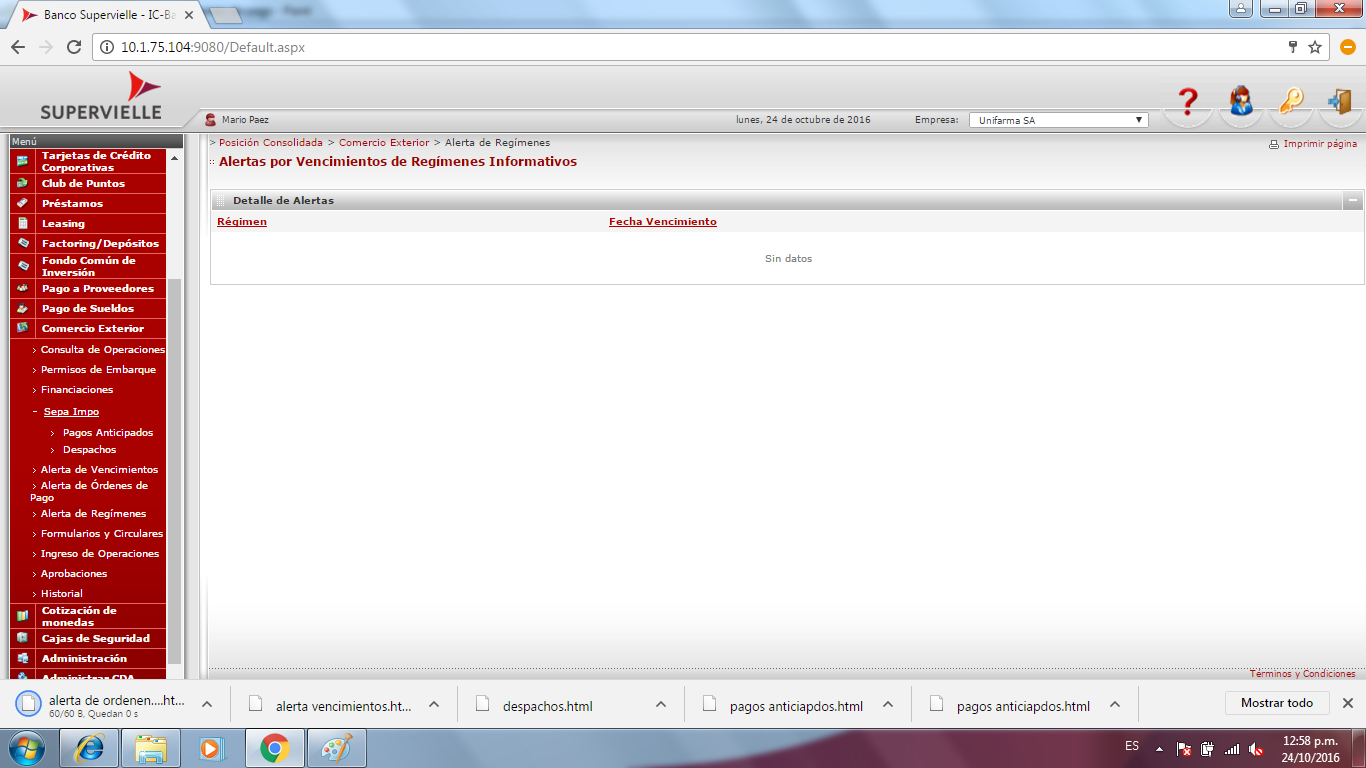 Banco Supervielle - IC-Ba
10.1.75.104:9080/Default.aspx
SUPERVIELLE
Mario Paez
lunes, 24 de octubre de 2016
Empresa:
Unifarma SA
Menú
Tarjetas de Crédito
Corporativas
Club de Puntos
Préstamos
Leasing
Factoring/Depósitos
Fondo Común de
Inversión
Pago a Proveedores
Pago de Sueldos
Comercio Exterior
> Consulta de Operaciones
> Permisos de Embarque
> Financiaciones
- Sepa Impo
> Pagos Anticipados
> Despachos
> Alerta de Vencimientos
> Alerta de Órdenes de
Pago
> Alerta de Regímenes
> Formularios y Circulares
> Ingreso de Operaciones
> Aprobaciones
> Historial
Cotización de
monedas
Cajas de Seguridad
Administración
Administrar CDA
> Posición Consolidada > Comercio Exterior > Alerta de Regímenes
Imprimir página
Alertas por Vencimientos de Regímenes Informativos
Detalle de Alertas
Régimen
Fecha Vencimiento
Sin datos
Términos y Condiciones
alerta de ordenen....ht...
60/60 B, Quedan 0 s
alerta vencimientos.ht...
despachos.html
pagos anticiapdos.html
pagos anticiapdos.html
Mostrar todo
ES
12:58 p.m.
24/10/2016